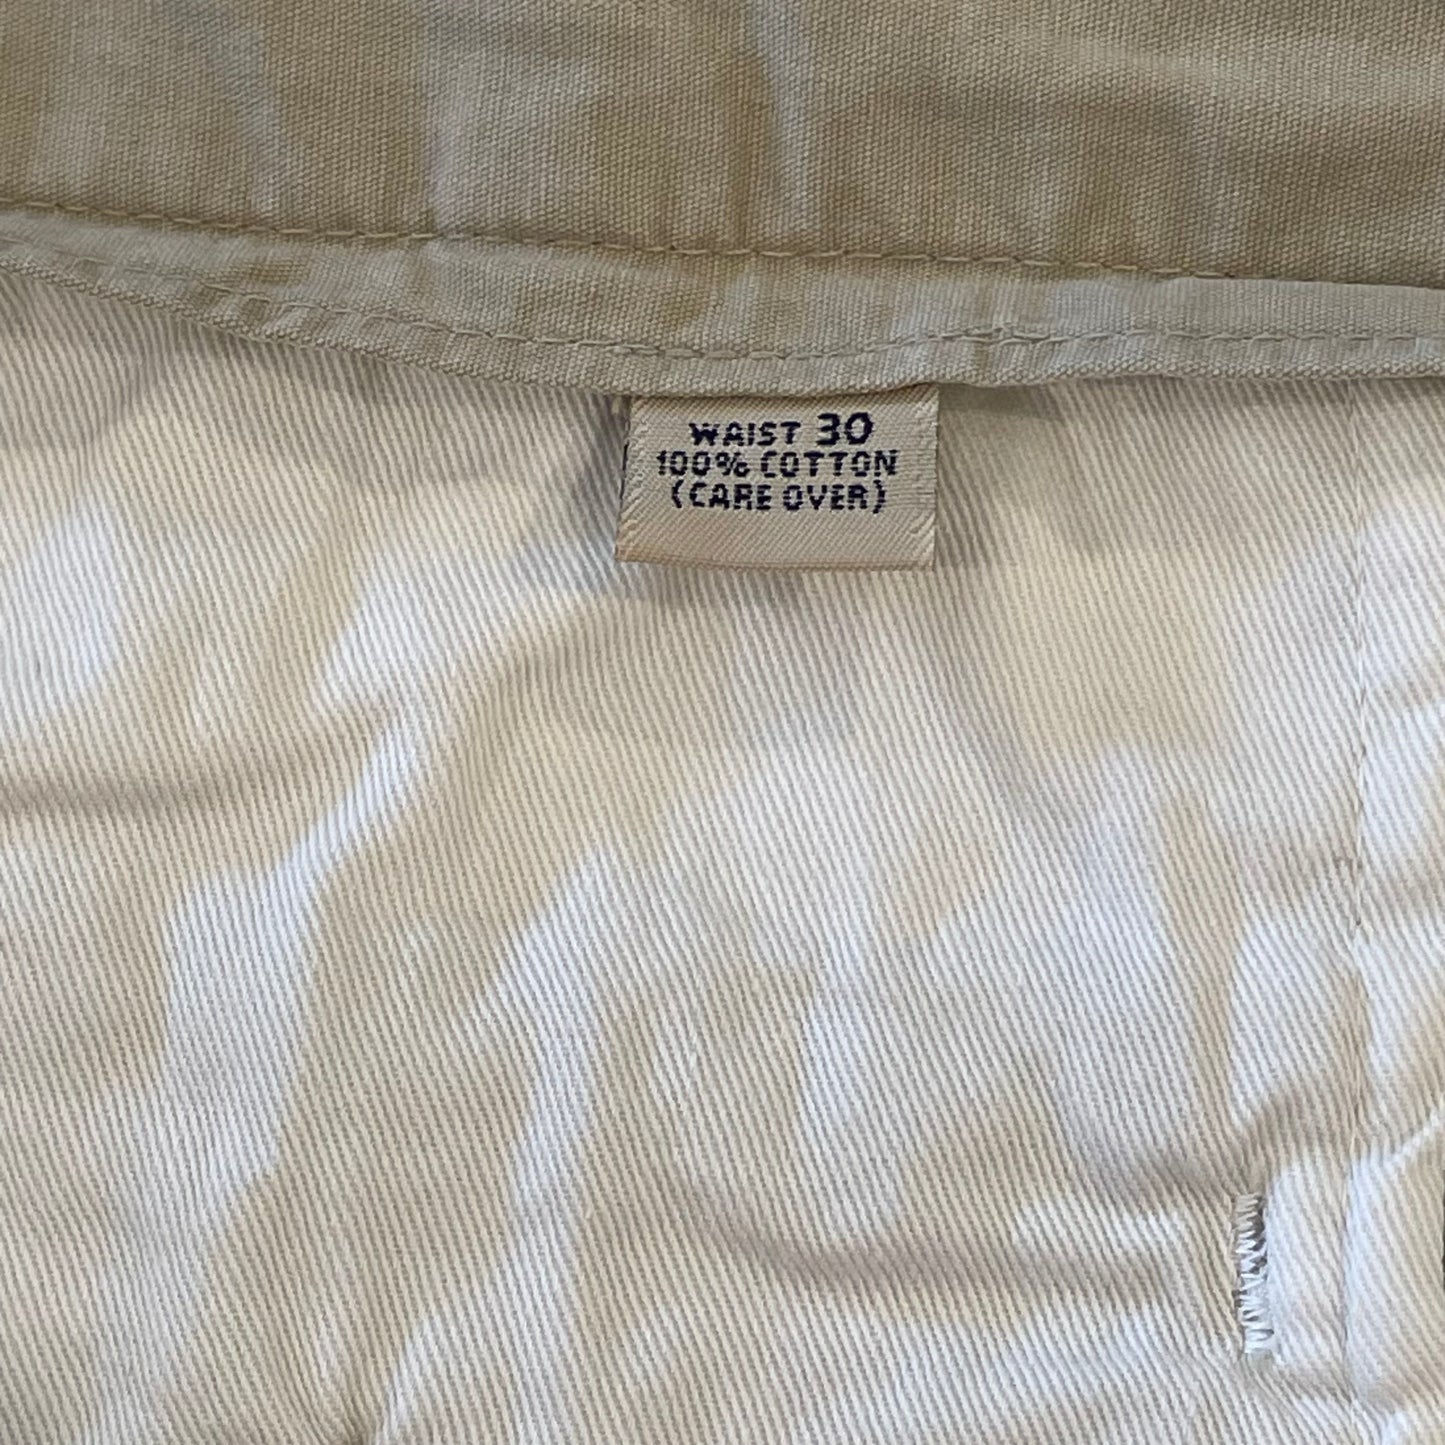 WAIST 30
100% COTTON
(CARE OVER)